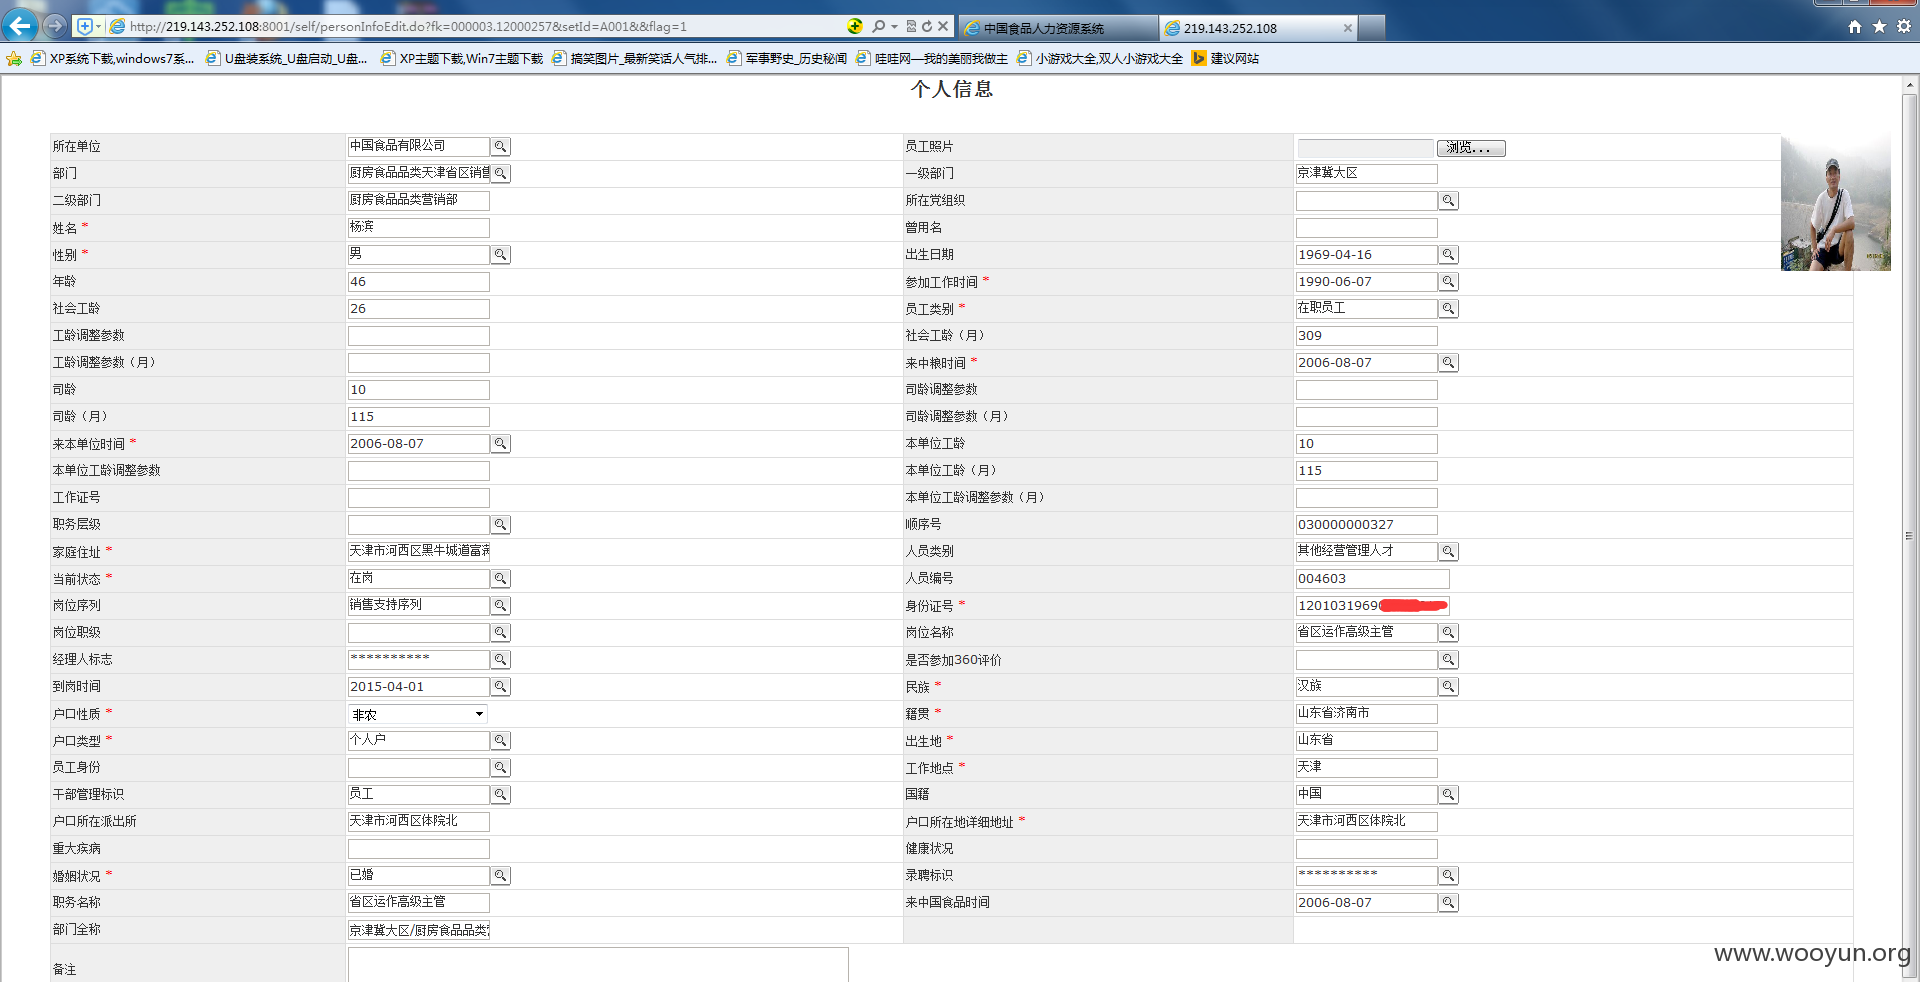 http://219.143.252.108:8001/self/personInfoEdit.do?fk=000003.12000257&setId=A001&&flag=1
中国食品人力资源系统
219.143.252.108
XP系统下载,windows7系...
U盘装系统_U盘启动_U盘...
XP主题下载,Win7主题下载
搞笑图片_最新笑话人气排...
军事野史_历史秘闻
哇哇网—我的美丽我做主
小游戏大全,双人小游戏大全
建议网站
个人信息
所在单位 中国食品有限公司 员工照片 浏览...
部门 厨房食品品类天津省区销售 一级部门 京津冀大区
二级部门 厨房食品品类营销部 所在党组织
姓名 * 杨滨 曾用名
性别 * 男 出生日期 1969-04-16
年龄 46 参加工作时间 * 1990-06-07
社会工龄 26 员工类别 * 在职员工
工龄调整参数 社会工龄（月） 309
工龄调整参数（月） 来中粮时间 * 2006-08-07
司龄 10 司龄调整参数
司龄（月） 115 司龄调整参数（月）
来本单位时间 * 2006-08-07 本单位工龄 10
本单位工龄调整参数 本单位工龄（月） 115
工作证号 本单位工龄调整参数（月）
职务层级 顺序号 030000000327
家庭住址 * 天津市河西区黑牛城道富 人员类别 其他经营管理人才
当前状态 * 在岗 人员编号 004603
岗位序列 销售支持序列 身份证号 * 1201031969
岗位职级 岗位名称 省区运作高级主管
经理人标志 ********** 是否参加360评价
到岗时间 2015-04-01 民族 * 汉族
户口性质 * 非农 籍贯 * 山东省济南市
户口类型 * 个人户 出生地 * 山东省
员工身份 工作地点 * 天津
干部管理标识 员工 国籍 中国
户口所在派出所 天津市河西区体院北 户口所在地详细地址 * 天津市河西区体院北
重大疾病 健康状况
婚姻状况 * 已婚 录聘标识 **********
职务名称 省区运作高级主管 来中国食品时间 2006-08-07
部门全称 京津冀大区/厨房食品品类
备注
www.wooyun.org